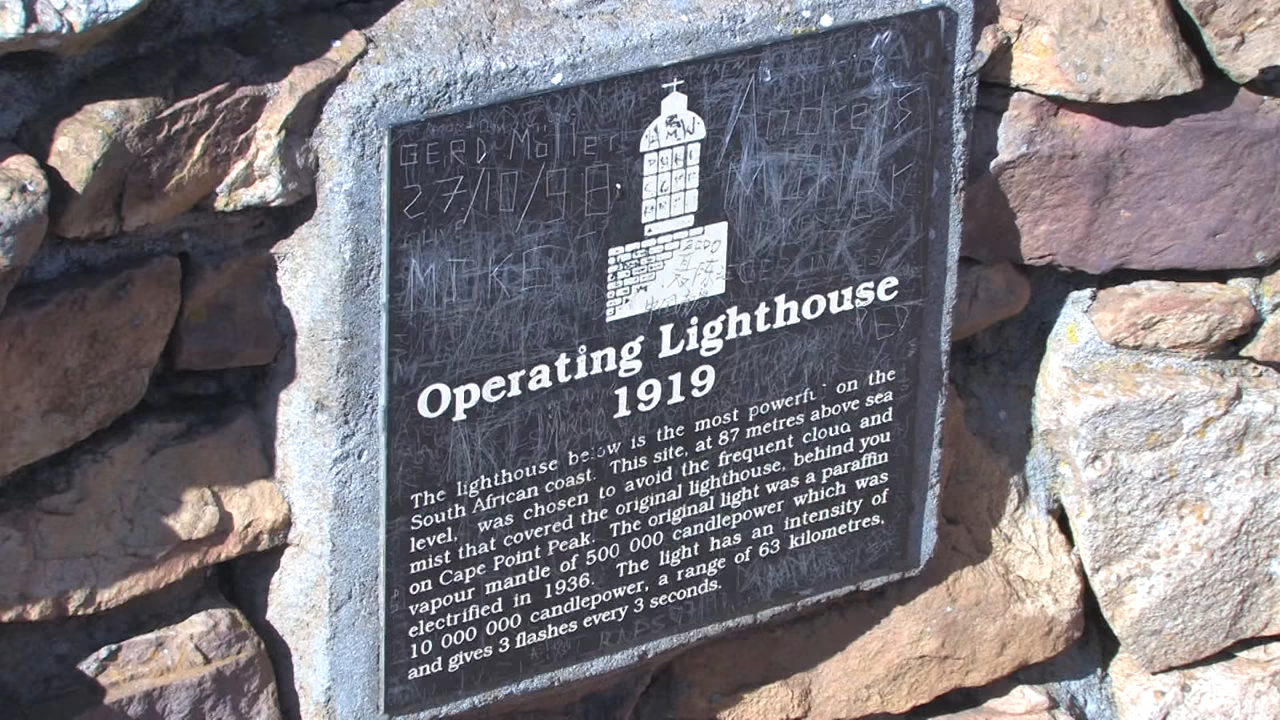 GERD Möller
Andreas
27/10/98
Möller
MIKE
Operating Lighthouse
1919
The lighthouse below is the most powerfu on the
South African coast. This site, at 87 metres above sea
level, was chosen to avoid the frequent cloud and
mist that covered the original lighthouse, behind you
on Cape Point Peak. The original light was a paraffin
vapour mantle of 500 000 candlepower which was
electrified in 1936. The light has an intensity of
10 000 000 candlepower, a range of 63 kilometres,
and gives 3 flashes every 3 seconds.